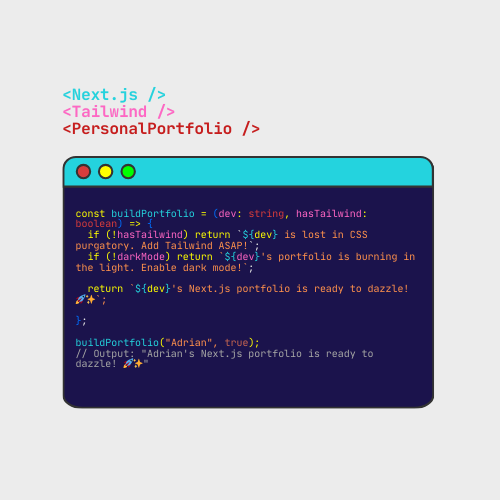 <Next.js />
<Tailwind />
<PersonalPortfolio />
const buildPortfolio = (dev: string, hasTailwind:
boolean) => {
  if (!hasTailwind) return `${dev} is lost in CSS
purgatory. Add Tailwind ASAP!`;
  if (!darkMode) return `${dev}'s portfolio is burning in
the light. Enable dark mode!`;
  return `${dev}'s Next.js portfolio is ready to dazzle!
🚀✨`;
};
buildPortfolio("Adrian", true);
// Output: "Adrian's Next.js portfolio is ready to
dazzle! 🚀✨"